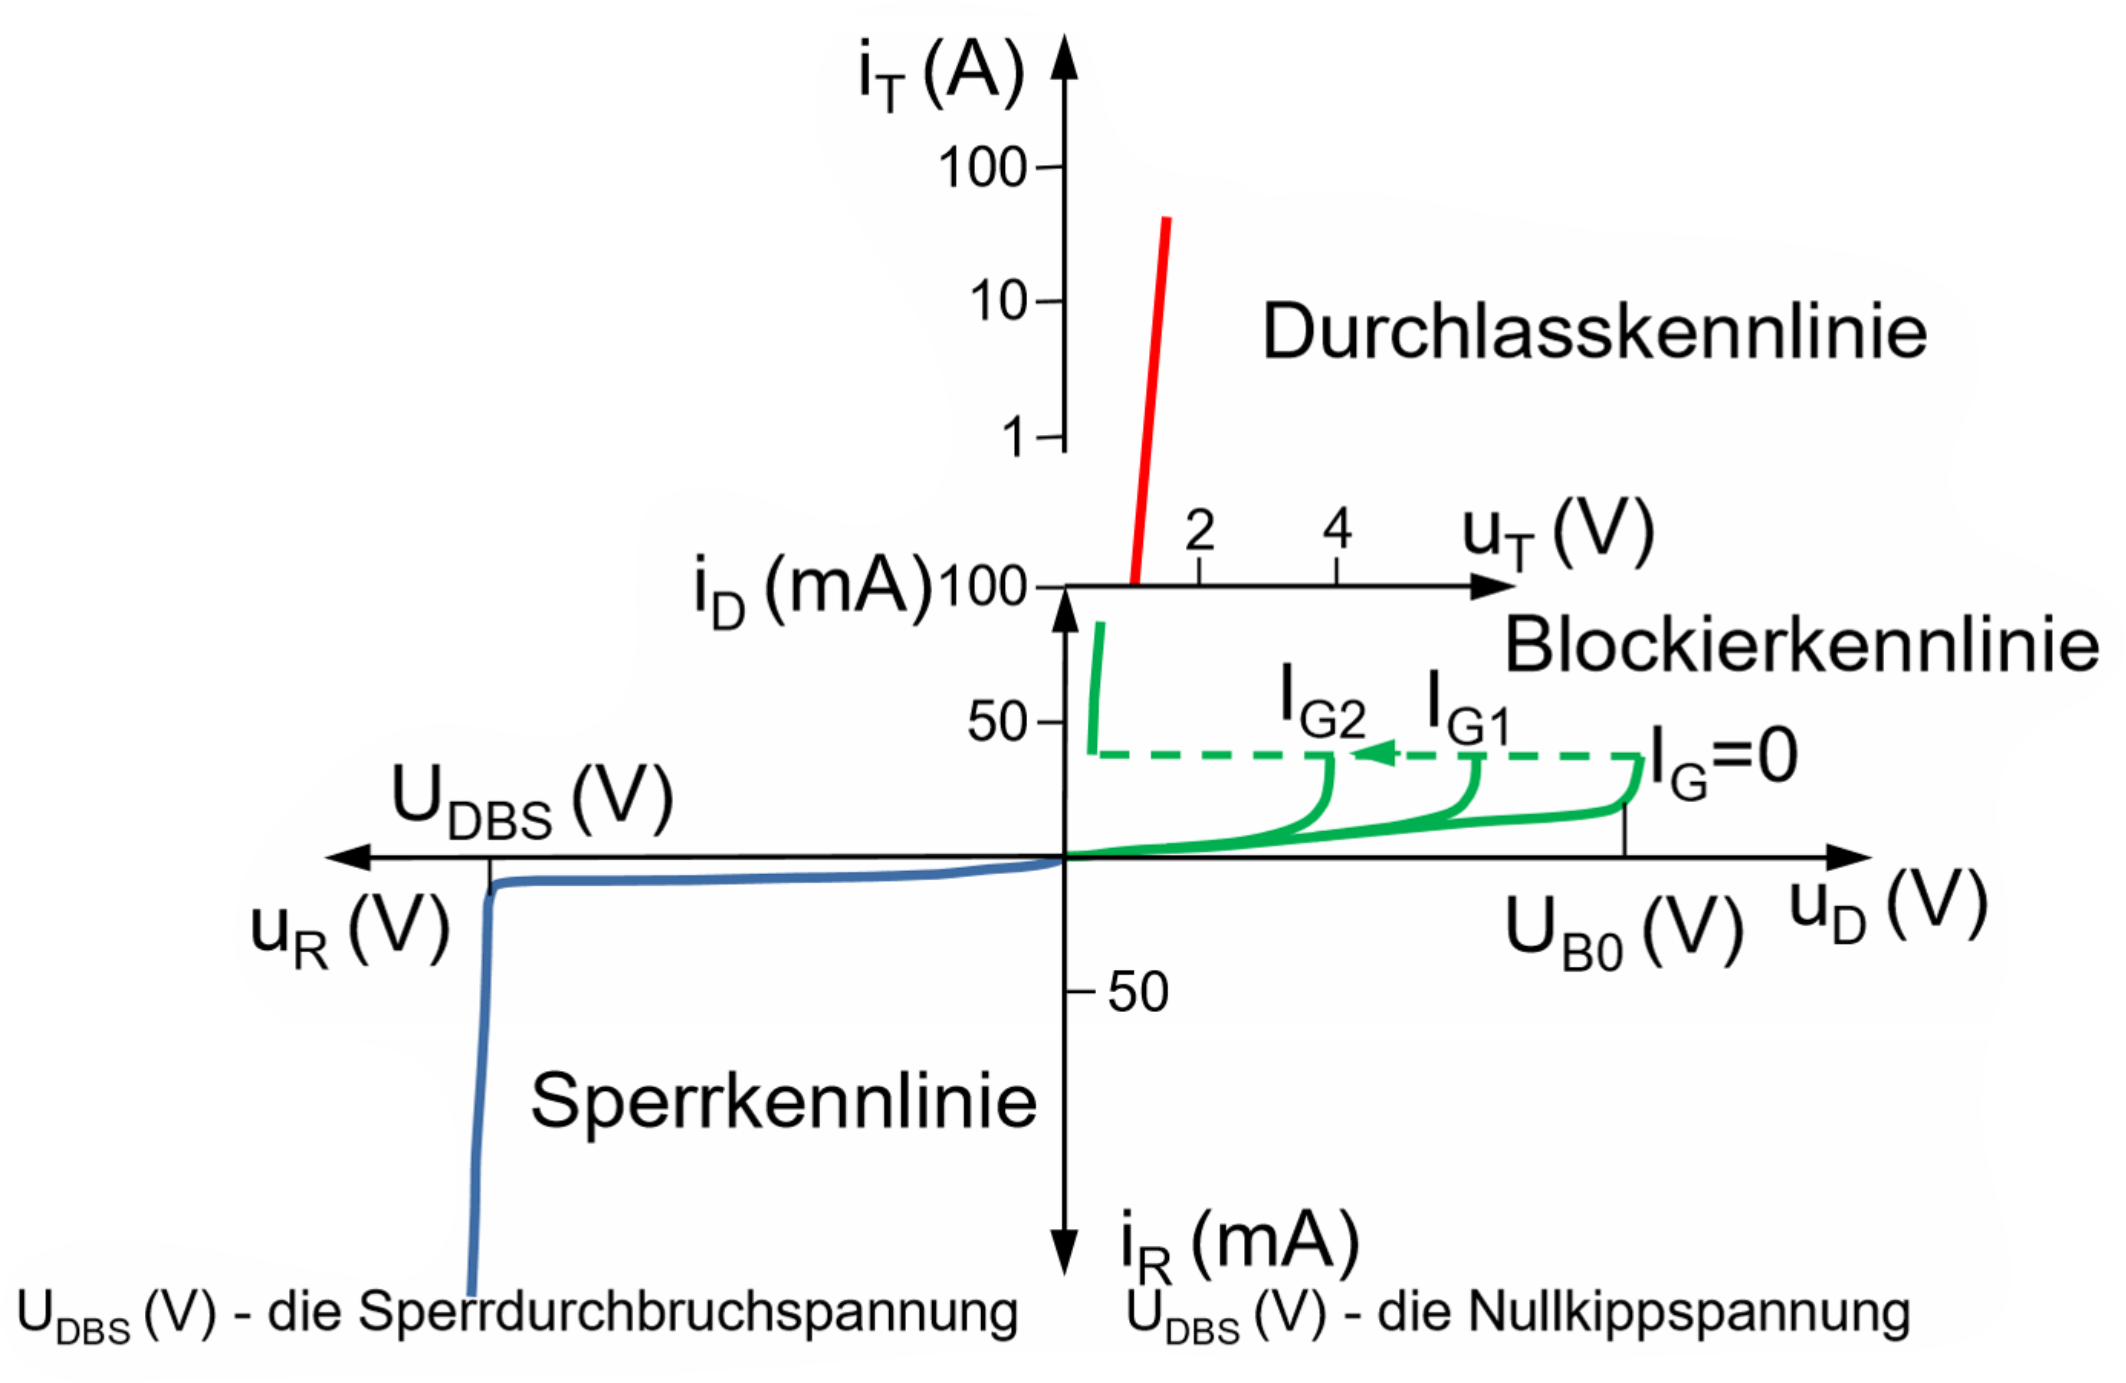 i_T (A)
100
10
Durchlasskennlinie
1
2 4 u_T (V)
i_D (mA) 100
Blockierkennlinie
I_G2 I_G1
50
I_G=0
U_DBS (V)
u_R (V)
U_B0 (V) u_D (V)
50
Sperrkennlinie
i_R (mA)
U_DBS (V) - die Sperrdurchbruchspannung
U_DBS (V) - die Nullkippspannung